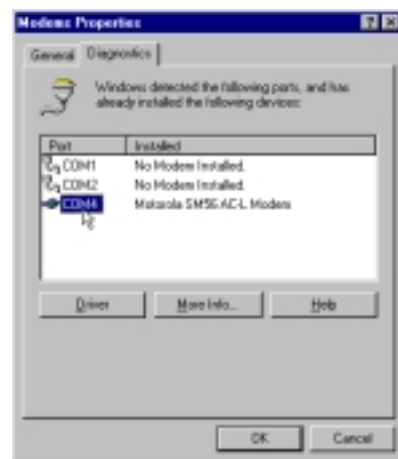 Modems Properties
General Diagnostics
Windows detected the following ports, and has
already installed the following devices:
Port Installed
COM1 No Modem Installed.
COM2 No Modem Installed.
COM4 Motorola SM56 AC-L Modem
Driver More Info... Help
OK Cancel